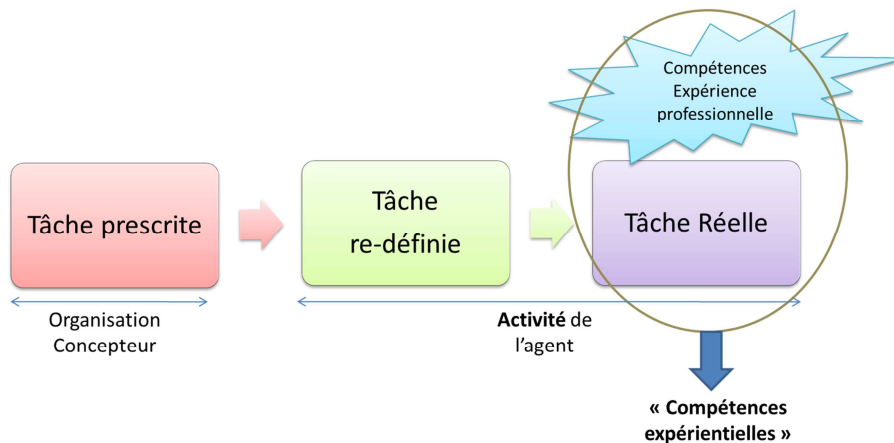 Compétences
Expérience
professionnelle
Tâche prescrite
Tâche
re-définie
Tâche Réelle
Organisation
Concepteur
Activité de
l'agent
« Compétences
expérientielles »